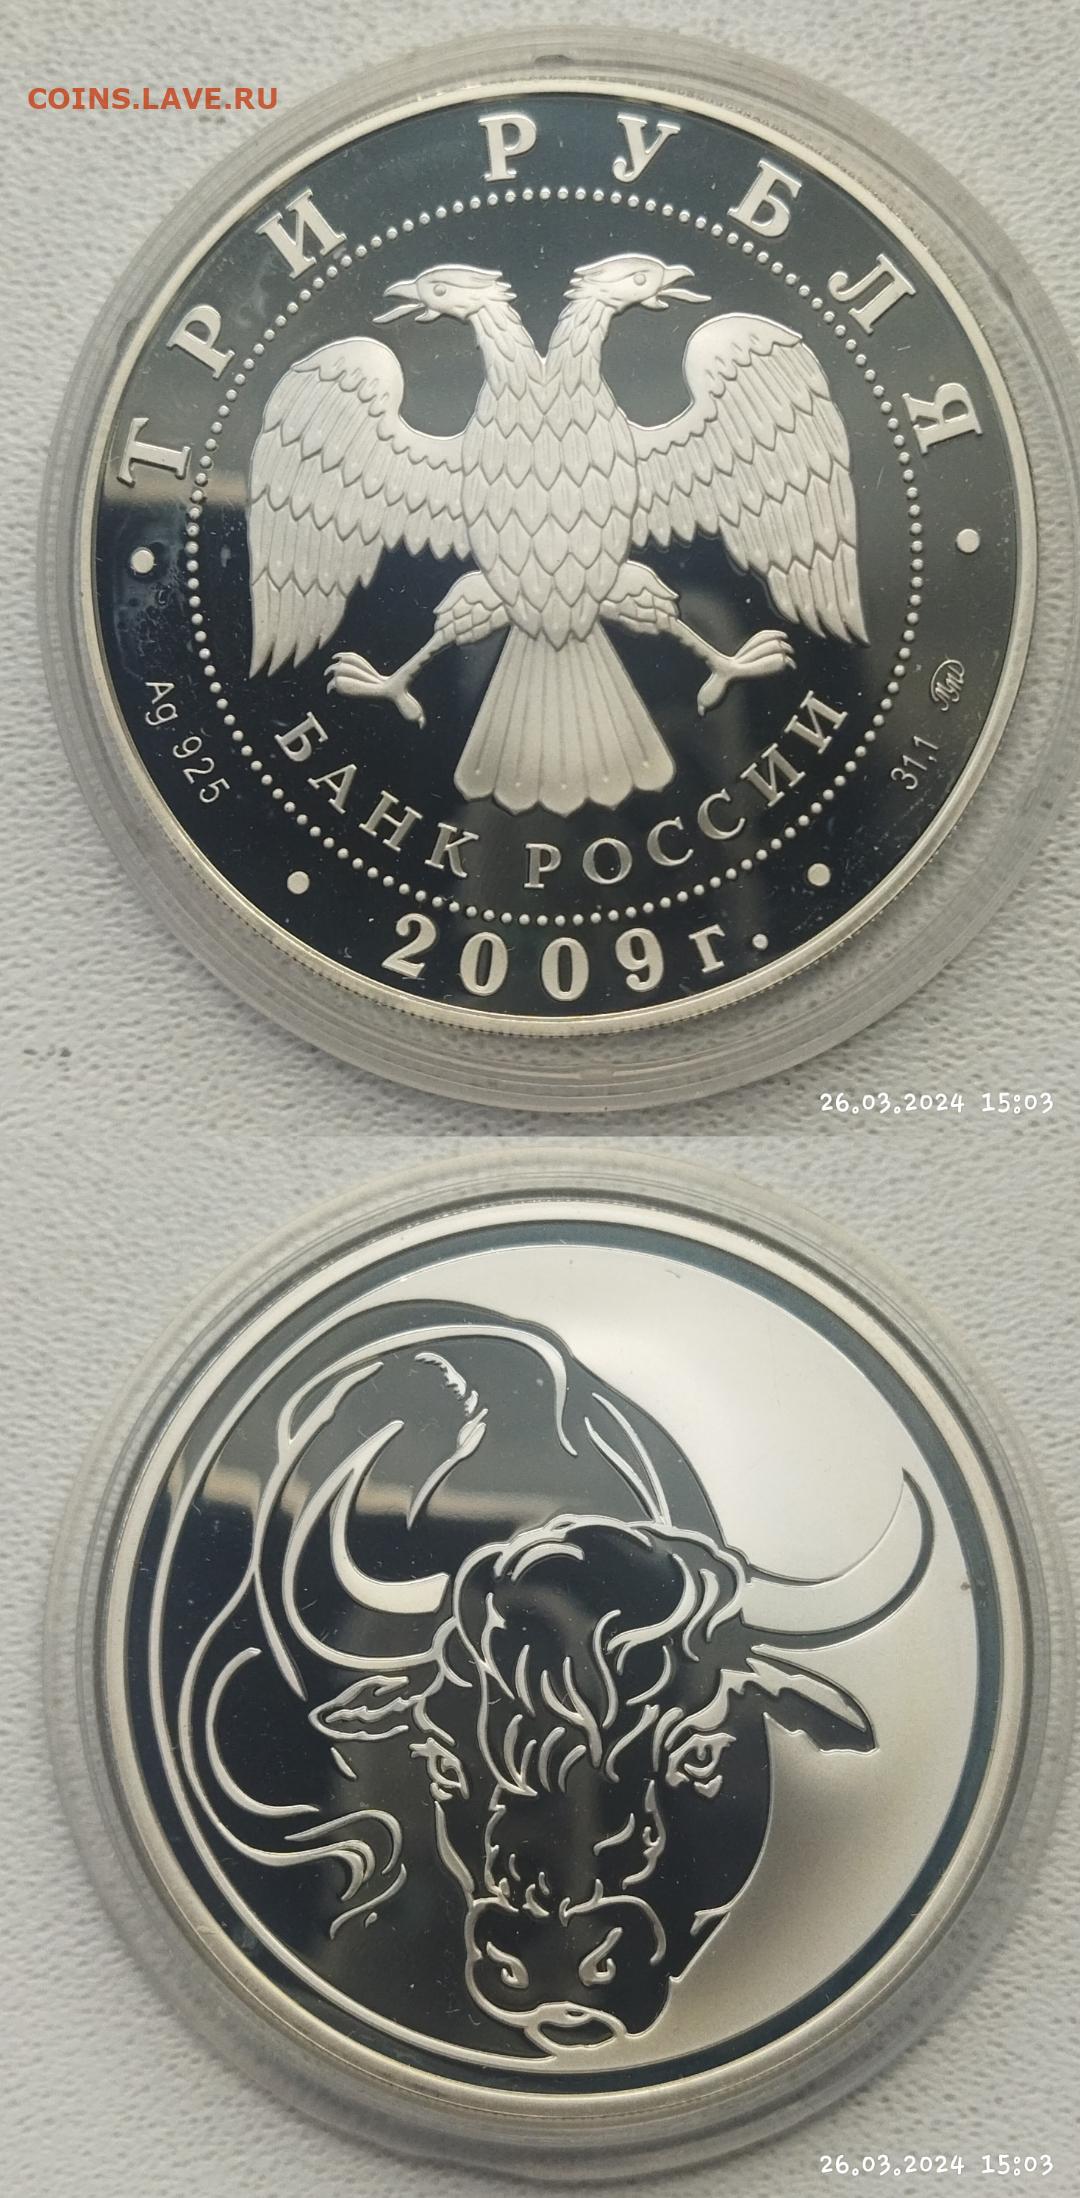 COINS.LAVE.RU
ТРИ РУБЛЯ
БАНК РОССИИ
Ag 925
31,1
ММД
2009г.
26.03.2024 15:03
26.03.2024 15:03